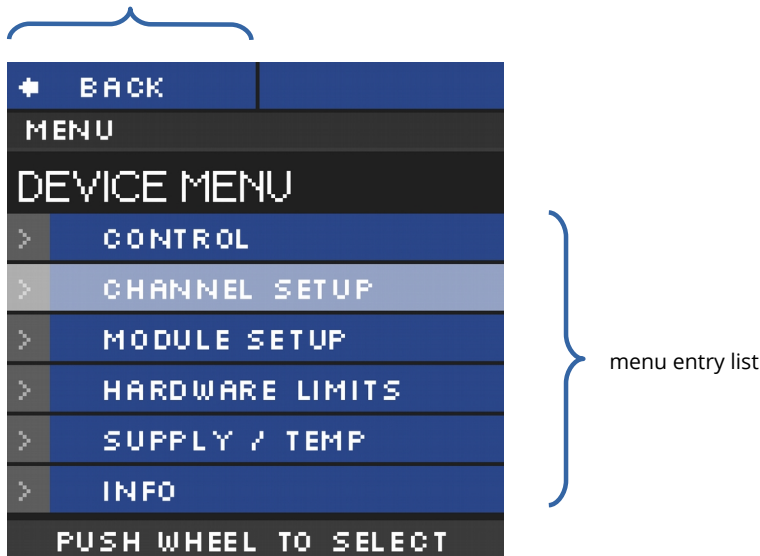 BACK
MENU
DEVICE MENU
> CONTROL
> CHANNEL SETUP
> MODULE SETUP
> HARDWARE LIMITS
> SUPPLY / TEMP
> INFO
menu entry list
PUSH WHEEL TO SELECT